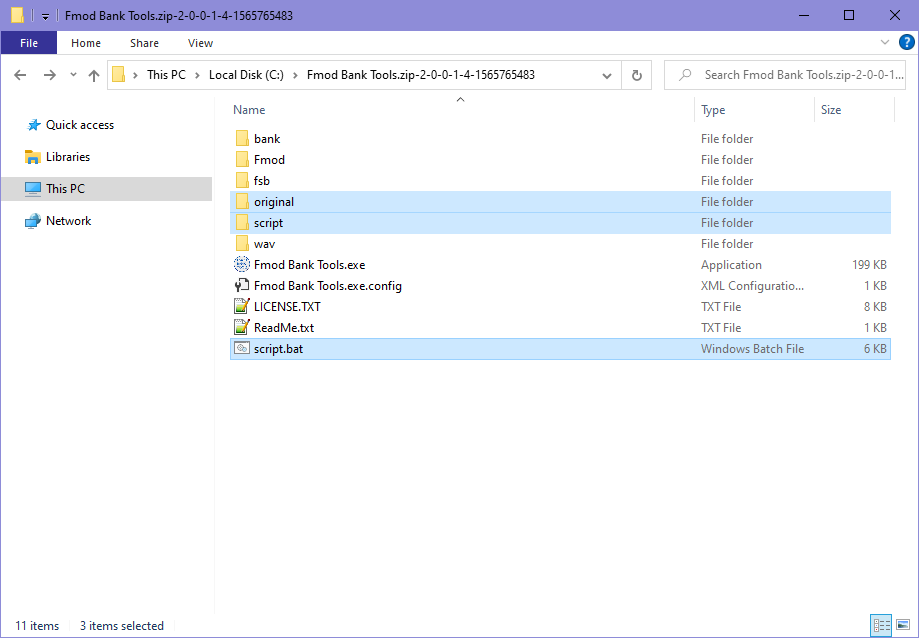 Fmod Bank Tools.zip-2-0-0-1-4-1565765483
File Home Share View
?
This PC Local Disk (C:) Fmod Bank Tools.zip-2-0-0-1-4-1565765483 Search Fmod Bank Tools.zip-2-0-0-1...
Quick access
Libraries
This PC
Network
Name Type Size
bank File folder
Fmod File folder
fsb File folder
original File folder
script File folder
wav File folder
Fmod Bank Tools.exe Application 199 KB
Fmod Bank Tools.exe.config XML Configuratio... 1 KB
LICENSE.TXT TXT File 8 KB
ReadMe.txt TXT File 1 KB
script.bat Windows Batch File 6 KB
11 items 3 items selected